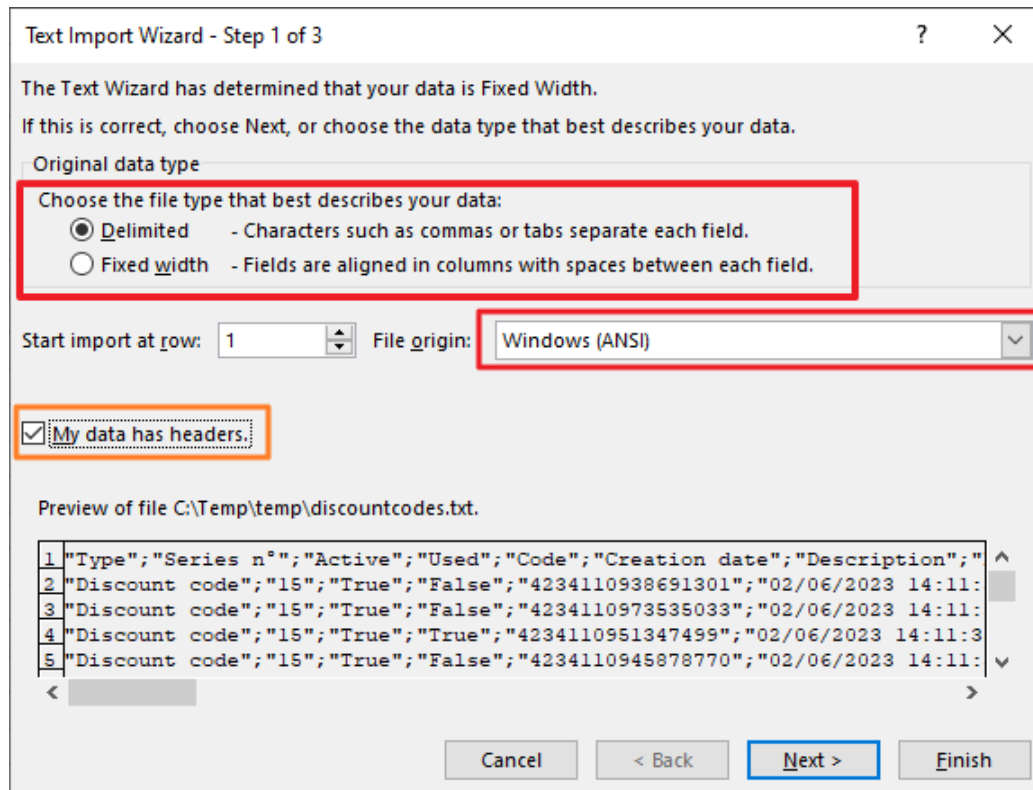 Text Import Wizard - Step 1 of 3
The Text Wizard has determined that your data is Fixed Width.
If this is correct, choose Next, or choose the data type that best describes your data.
Original data type
Choose the file type that best describes your data:
Delimited - Characters such as commas or tabs separate each field.
Fixed width - Fields are aligned in columns with spaces between each field.
Start import at row: 1 File origin: Windows (ANSI)
My data has headers.
Preview of file C:\Temp\temp\discountcodes.txt.
1 "Type";"Series n°";"Active";"Used";"Code";"Creation date";"Description";"
2 "Discount code";"15";"True";"False";"4234110938691301";"02/06/2023 14:11:
3 "Discount code";"15";"True";"False";"4234110973535033";"02/06/2023 14:11:
4 "Discount code";"15";"True";"True";"4234110951347499";"02/06/2023 14:11:3
5 "Discount code";"15";"True";"False";"4234110945878770";"02/06/2023 14:11:
Cancel < Back Next > Finish